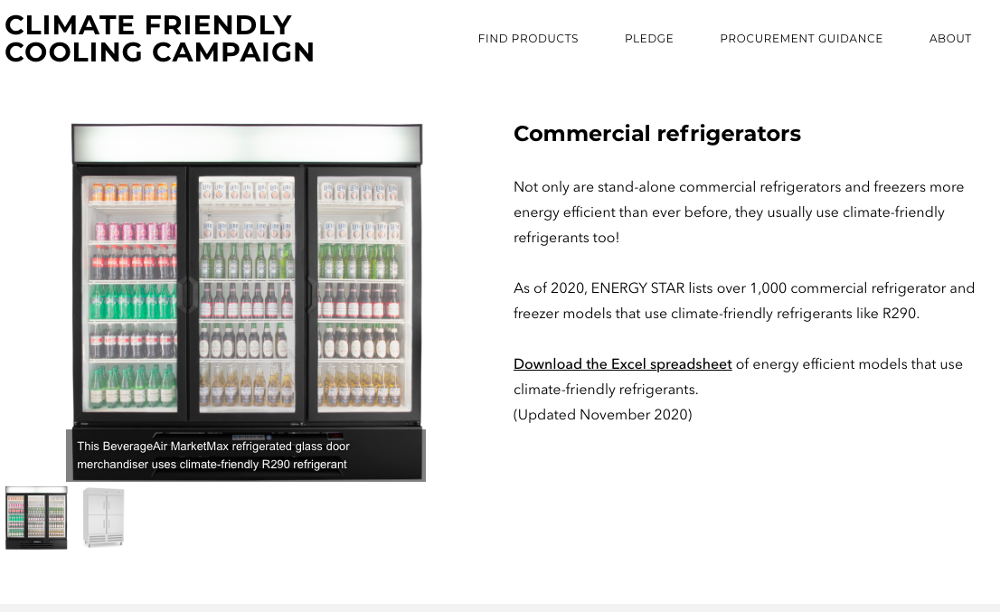 CLIMATE FRIENDLY
COOLING CAMPAIGN
FIND PRODUCTS
PLEDGE
PROCUREMENT GUIDANCE
ABOUT
This BeverageAir MarketMax refrigerated glass door
merchandiser uses climate-friendly R290 refrigerant
Commercial refrigerators
Not only are stand-alone commercial refrigerators and freezers more
energy efficient than ever before, they usually use climate-friendly
refrigerants too!
As of 2020, ENERGY STAR lists over 1,000 commercial refrigerator and
freezer models that use climate-friendly refrigerants like R290.
Download the Excel spreadsheet of energy efficient models that use
climate-friendly refrigerants.
(Updated November 2020)